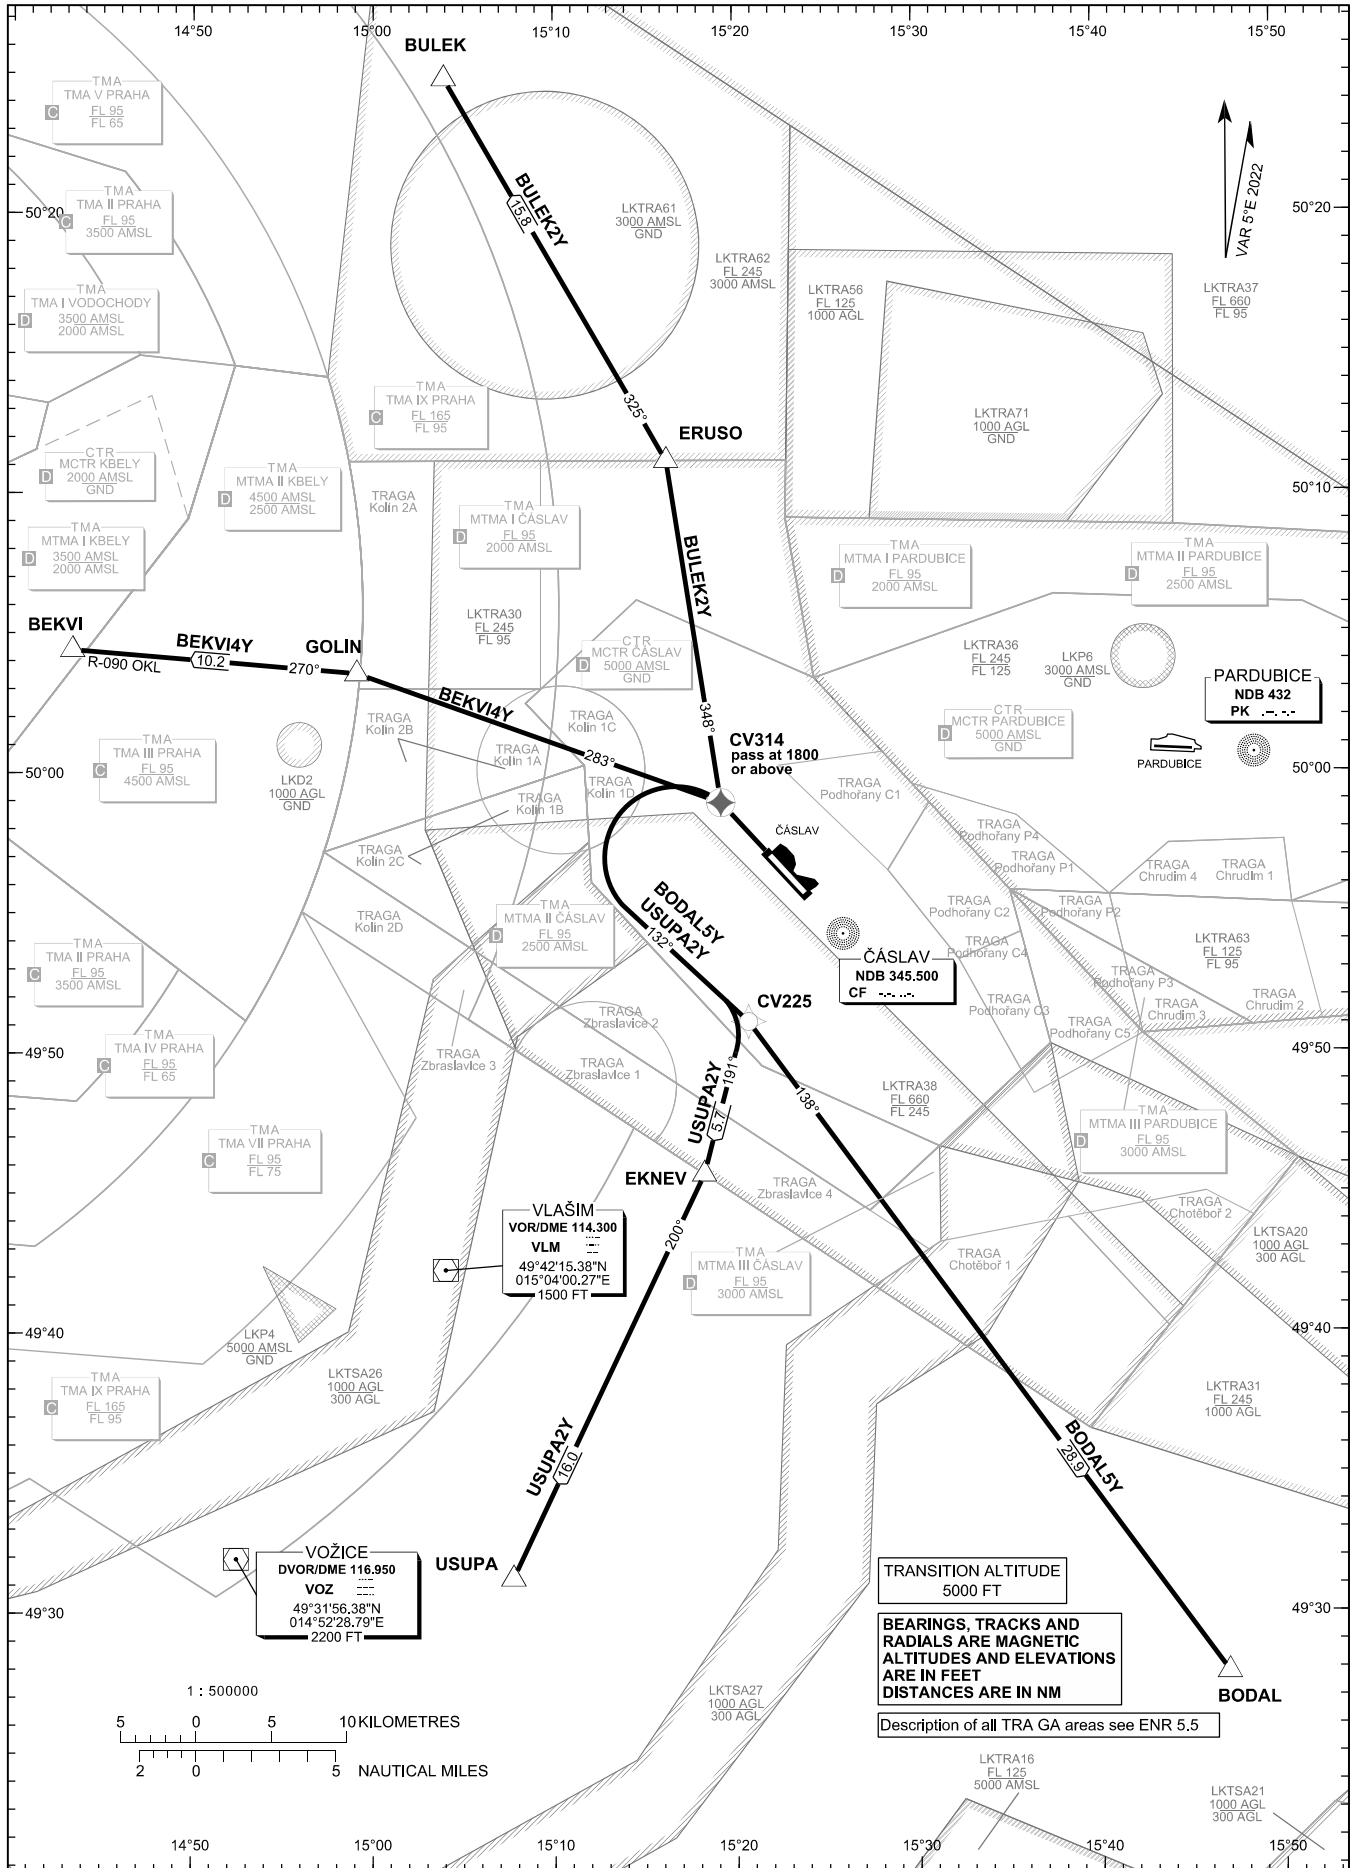 14°50'
15°00'
15°10'
15°20'
15°30'
15°40'
15°50'
BULEK
TMA
TMA V PRAHA
C
FL 95
FL 65
TMA
TMA II PRAHA
C
FL 95
3500 AMSL
50°20'
50°20'
VAR 5°E 2022
BULEK2Y
15.8
LKTRA61
3000 AMSL
GND
LKTRA62
FL 245
3000 AMSL
LKTRA56
FL 125
1000 AGL
LKTRA37
FL 660
FL 95
TMA
TMA I VODOCHODY
D
3500 AMSL
2000 AMSL
TMA
TMA IX PRAHA
C
FL 165
FL 95
325°
ERUSO
LKTRA71
1000 AGL
GND
CTR
MCTR KBELY
D
2000 AMSL
GND
TMA
MTMA II KBELY
D
4500 AMSL
2500 AMSL
TRAGA
Kolín 2A
TMA
MTMA I ČÁSLAV
D
FL 95
2000 AMSL
50°10'
50°10'
TMA
MTMA I KBELY
D
3500 AMSL
2000 AMSL
BULEK2Y
TMA
MTMA I PARDUBICE
D
FL 95
2000 AMSL
TMA
MTMA II PARDUBICE
D
FL 95
2500 AMSL
BEKVI
BEKVI4Y
R-090 OKL
10.2
270°
GOLIN
LKTRA30
FL 245
FL 95
CTR
MCTR ČÁSLAV
D
5000 AMSL
GND
LKTRA36
FL 245
FL 125
LKP6
3000 AMSL
GND
PARDUBICE
NDB 432
PK .--. -.-
BEKVI4Y
348°
CTR
MCTR PARDUBICE
D
5000 AMSL
GND
TRAGA
Kolín 2B
TRAGA
Kolín 1C
TRAGA
Kolín 1A
283°
CV314
pass at 1800
or above
PARDUBICE
TMA
TMA III PRAHA
C
FL 95
4500 AMSL
LKD2
1000 AGL
GND
50°00'
50°00'
TRAGA
Kolín 1D
TRAGA
Kolín 1B
TRAGA
Podhořany C1
TRAGA
Podhořany P4
ČÁSLAV
TRAGA
Kolín 2C
TRAGA
Podhořany P1
TRAGA
Chrudim 4
TRAGA
Chrudim 1
BODAL5Y
USUPA2Y
132°
TRAGA
Kolín 2D
TMA
MTMA II ČÁSLAV
D
FL 95
2500 AMSL
TRAGA
Podhořany C2
TRAGA
Podhořany P2
TRAGA
Podhořany C4
LKTRA63
FL 125
FL 95
ČÁSLAV
NDB 345.500
CF -.-. ..-.
TMA
TMA II PRAHA
C
FL 95
3500 AMSL
CV225
TRAGA
Podhořany P3
TRAGA
Podhořany C3
TRAGA
Chrudim 3
TRAGA
Chrudim 2
TRAGA
Zbraslavice 2
TRAGA
Podhořany C5
TMA
TMA IV PRAHA
C
FL 95
FL 65
49°50'
49°50'
TRAGA
Zbraslavice 3
TRAGA
Zbraslavice 1
191°
USUPA2Y
5.7
138°
LKTRA38
FL 660
FL 245
TMA
TMA VII PRAHA
C
FL 95
FL 75
TMA
MTMA III PARDUBICE
D
FL 95
3000 AMSL
EKNEV
TRAGA
Zbraslavice 4
TRAGA
Chotěboř 2
VLAŠIM
VOR/DME 114.300
VLM
49°42'15.38"N
015°04'00.27"E
1500 FT
200°
LKTSA20
1000 AGL
300 AGL
TRAGA
Chotěboř 1
TMA
MTMA III ČÁSLAV
D
FL 95
3000 AMSL
49°40'
49°40'
LKP4
5000 AMSL
GND
LKTSA26
1000 AGL
300 AGL
TMA
TMA IX PRAHA
C
FL 165
FL 95
LKTRA31
FL 245
1000 AGL
USUPA2Y
16.0
BODAL5Y
28.9
USUPA
VOŽICE
DVOR/DME 116.950
VOZ
49°31'56.38"N
014°52'28.79"E
2200 FT
TRANSITION ALTITUDE
5000 FT
49°30'
49°30'
BEARINGS, TRACKS AND
RADIALS ARE MAGNETIC
ALTITUDES AND ELEVATIONS
ARE IN FEET
DISTANCES ARE IN NM
BODAL
1 : 500000
5 0 5 10 KILOMETRES
2 0 5 NAUTICAL MILES
LKTSA27
1000 AGL
300 AGL
Description of all TRA GA areas see ENR 5.5
LKTRA16
FL 125
5000 AMSL
LKTSA21
1000 AGL
300 AGL
14°50'
15°00'
15°10'
15°20'
15°30'
15°40'
15°50'